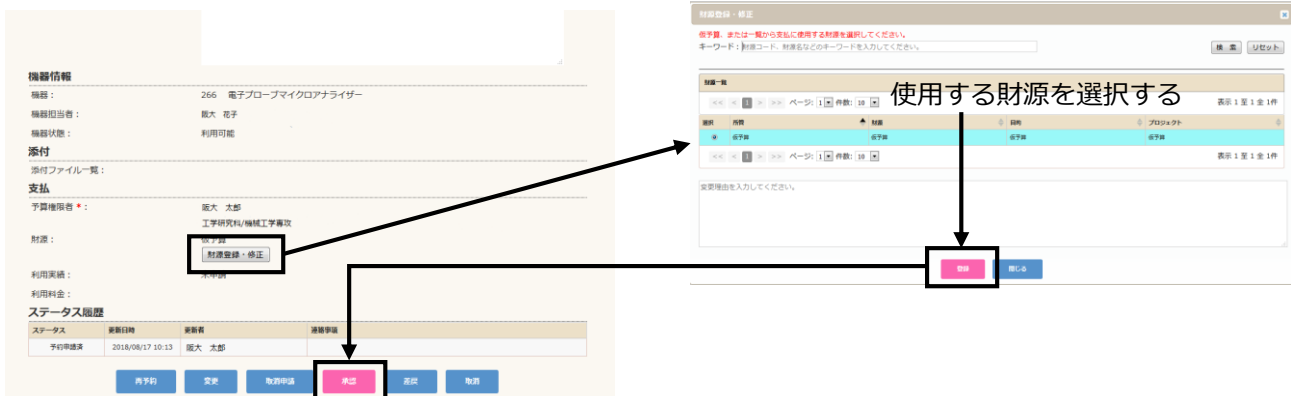 機器情報
機器： 266 電子プローブマイクロアナライザー
機器担当者： 阪大 花子
機器状態： 利用可能
添付
添付ファイル一覧：
支払
予算権限者 *： 阪大 太郎
工学研究科/機械工学専攻
財源： 仮予算
財源登録・修正
利用実績： 未申請
利用料金：
ステータス履歴
ステータス 更新日時 更新者 連絡事項
予約申請済 2018/08/17 10:13 阪大 太郎
再予約 変更 取消申請 承認 差戻 取消
財源登録・修正
仮予算、または一覧から支払に使用する財源を選択してください。
キーワード： 財源コード、財源名などのキーワードを入力してください。 検 索 リセット
財源一覧
使用する財源を選択する
<< < 1 > >> ページ: 1 件数: 10 表示 1 至 1 全 1件
選択 所管 財源 目的 プロジェクト
仮予算 仮予算 仮予算 仮予算
<< < 1 > >> ページ: 1 件数: 10 表示 1 至 1 全 1件
変更理由を入力してください。
登録 閉じる